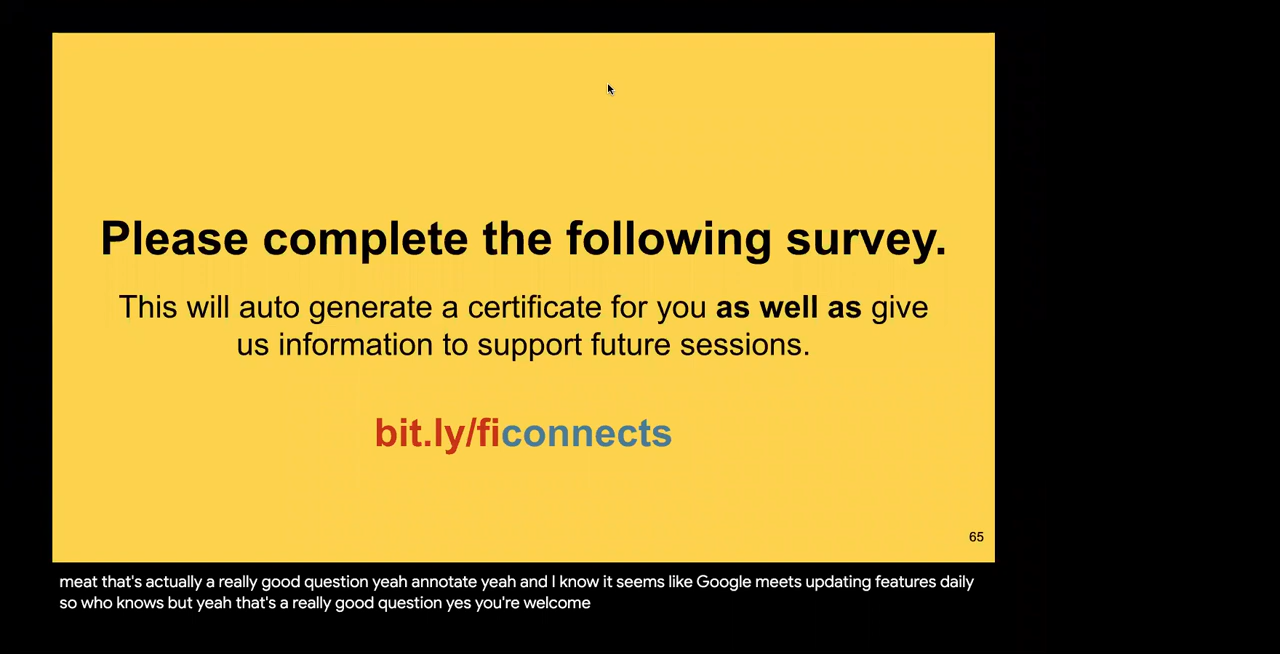 Please complete the following survey.
This will auto generate a certificate for you as well as give
us information to support future sessions.
bit.ly/ficonnects
65
meat that's actually a really good question yeah annotate yeah and I know it seems like Google meets updating features daily
so who knows but yeah that's a really good question yes you're welcome